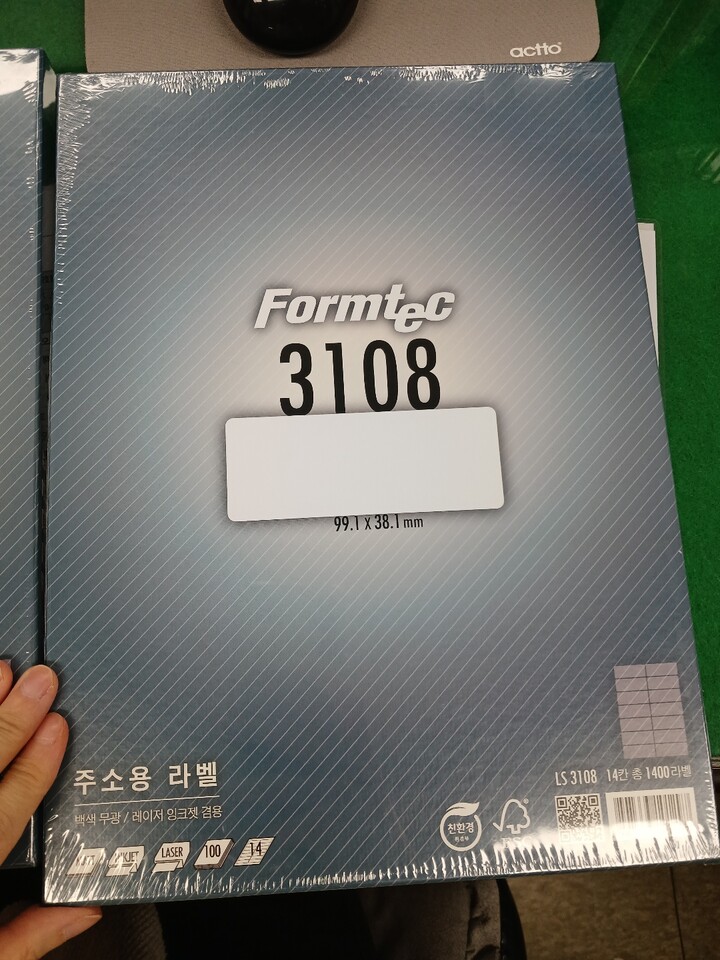 actto
Formtec
3108
99.1 X 38.1 mm
주소용 라벨
백색 무광 / 레이저 잉크젯 겸용
LASER
100
14
친환경
LS 3108 14칸 총 1400라벨